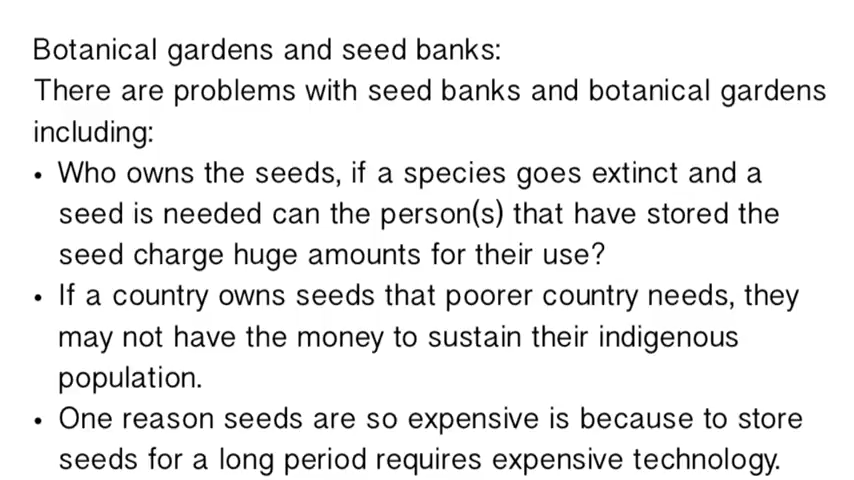 Botanical gardens and seed banks:
There are problems with seed banks and botanical gardens
including:
• Who owns the seeds, if a species goes extinct and a
seed is needed can the person(s) that have stored the
seed charge huge amounts for their use?
• If a country owns seeds that poorer country needs, they
may not have the money to sustain their indigenous
population.
• One reason seeds are so expensive is because to store
seeds for a long period requires expensive technology.